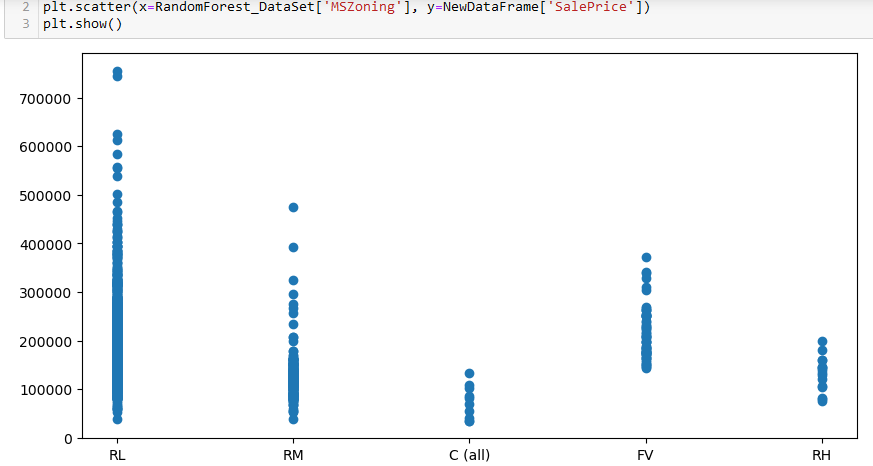 2 plt.scatter(x=RandomForest_DataSet['MSZoning'], y=NewDataFrame['SalePrice'])
3 plt.show()
700000
600000
500000
400000
300000
200000
100000
0
RL RM C (all) FV RH